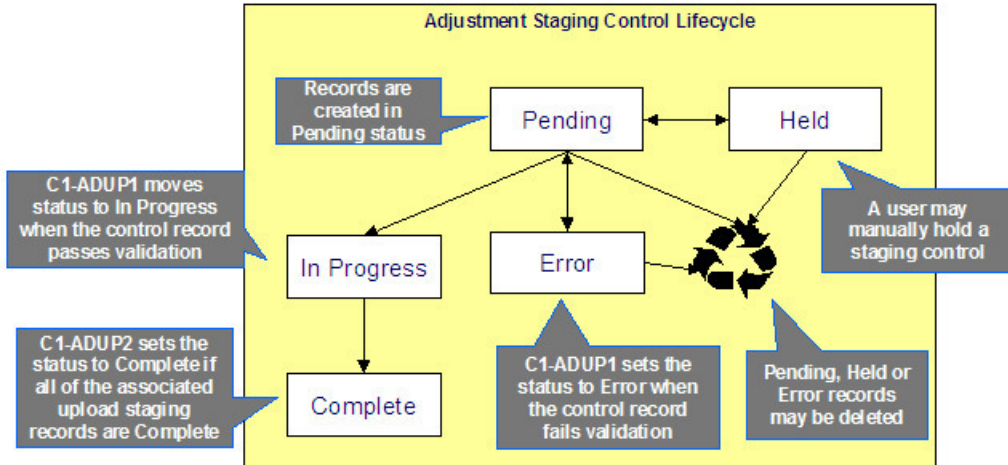 Adjustment Staging Control Lifecycle
Records are
created in
Pending status
Pending
Held
C1-ADUP1 moves
status to In Progress
when the control record
passes validation
A user may
manually hold a
staging control
In Progress
Error
C1-ADUP2 sets the
status to Complete if
all of the associated
upload staging
records are Complete
Complete
C1-ADUP1 sets the
status to Error when
the control record
fails validation
Pending, Held or
Error records
may be deleted